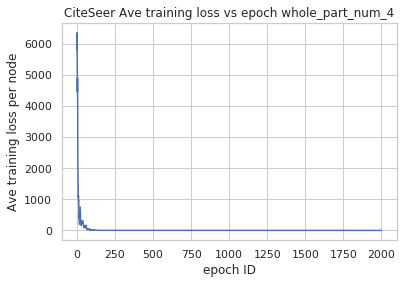 CiteSeer Ave training loss vs epoch whole_part_num_4
Ave training loss per node
6000
5000
4000
3000
2000
1000
0
0 250 500 750 1000 1250 1500 1750 2000
epoch ID